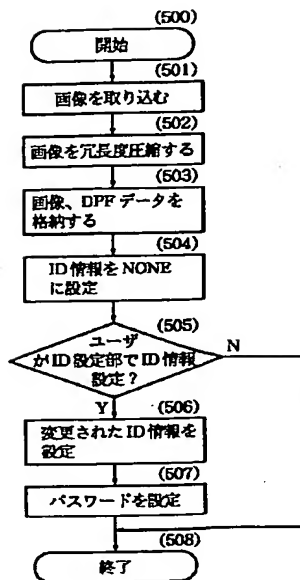 (500)
開始
(501)
画像を取り込む
(502)
画像を冗長度圧縮する
(503)
画像、DPFデータを
格納する
(504)
ID情報をNONE
に設定
(505)
ユーザ
がID設定部でID情報
設定?
N
Y
(506)
変更されたID情報を
設定
(507)
パスワードを設定
(508)
終了